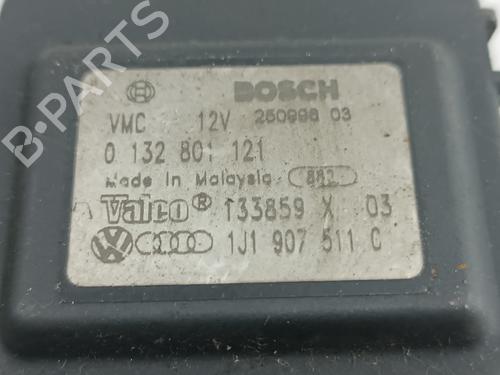 B-PARTS
BOSCH
VMC 12V 250998 03
0 132 801 121
Made in Malaysia 882
Valeo® 133859 X 03
1J1 907 511 C